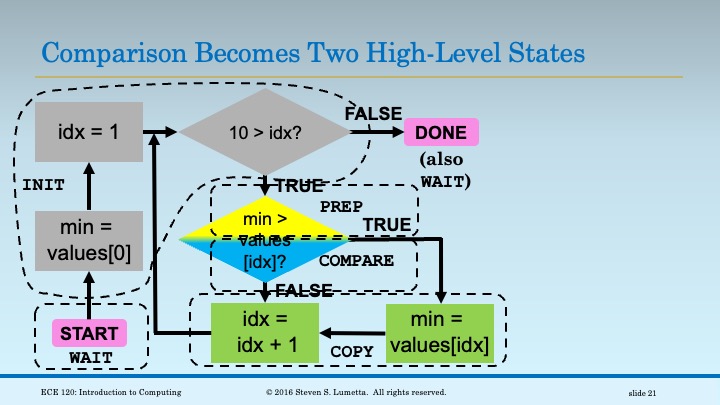 Comparison Becomes Two High-Level States
idx = 1
10 > idx?
FALSE
DONE
(also
WAIT)
INIT
TRUE
PREP
min =
values[0]
min >
values
[idx]?
TRUE
COMPARE
FALSE
START
WAIT
idx =
idx + 1
COPY
min =
values[idx]
ECE 120: Introduction to Computing
© 2016 Steven S. Lumetta. All rights reserved.
slide 21